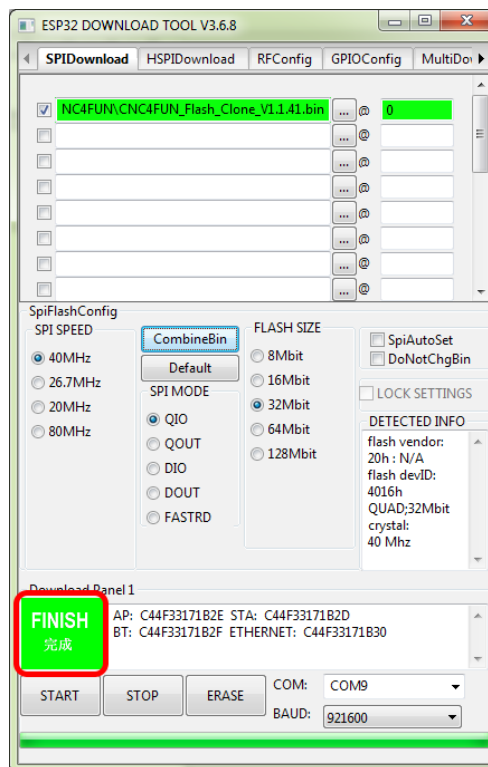 ESP32 DOWNLOAD TOOL V3.6.8
SPIDownload HSPIDownload RFConfig GPIOConfig MultiDo
NC4FUN\CNC4FUN_Flash_Clone_V1.1.41.bin ... @ 0
... @
... @
... @
... @
... @
... @
... @
SpiFlashConfig
SPI SPEED
40MHz
26.7MHz
20MHz
80MHz
CombineBin
Default
SPI MODE
QIO
QOUT
DIO
DOUT
FASTRD
FLASH SIZE
8Mbit
16Mbit
32Mbit
64Mbit
128Mbit
SpiAutoSet
DoNotChgBin
LOCK SETTINGS
DETECTED INFO
flash vendor:
20h : N/A
flash devID:
4016h
QUAD;32Mbit
crystal:
40 Mhz
Download Panel 1
FINISH
完成
AP: C44F33171B2E STA: C44F33171B2D
BT: C44F33171B2F ETHERNET: C44F33171B30
START STOP ERASE
COM: COM9
BAUD: 921600